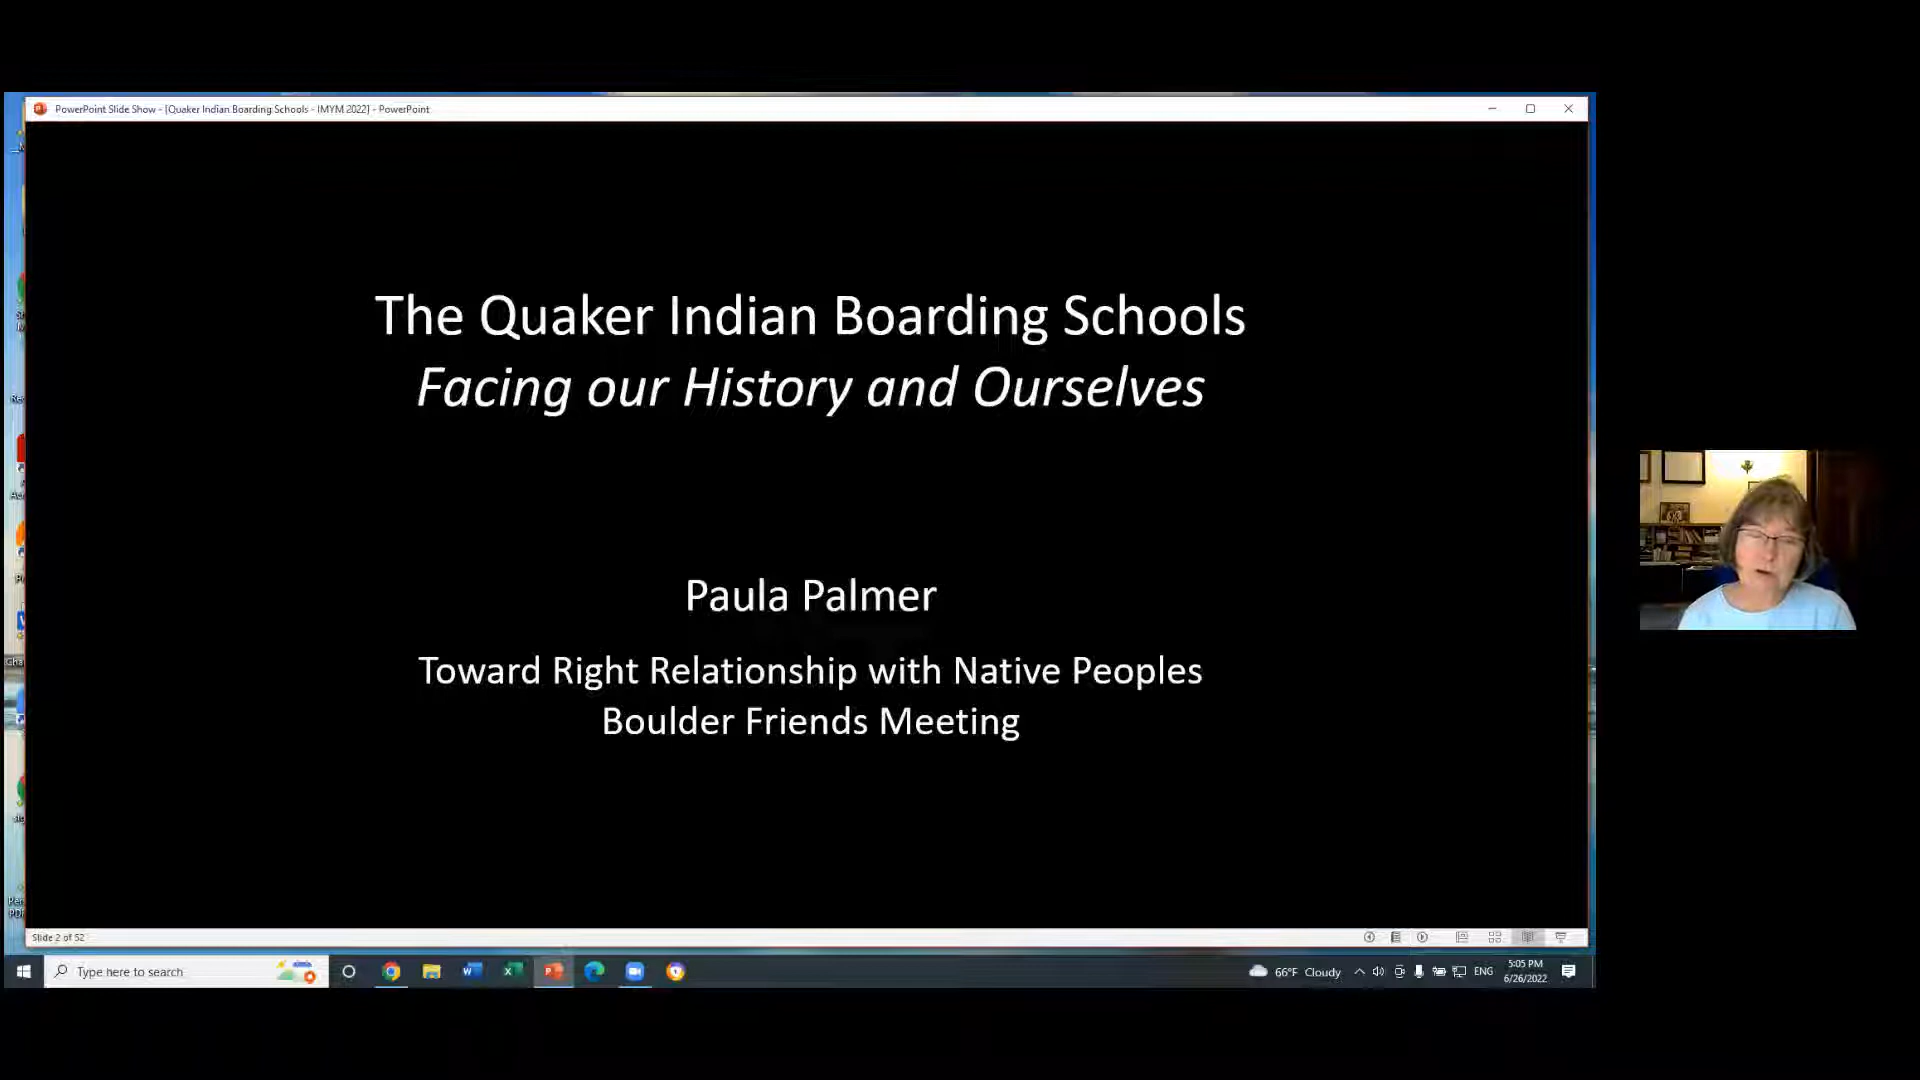 PowerPoint Slide Show - [Quaker Indian Boarding Schools - IMYM 2022] - PowerPoint
The Quaker Indian Boarding Schools
Facing our History and Ourselves
Paula Palmer
Toward Right Relationship with Native Peoples
Boulder Friends Meeting
Slide 2 of 52
Type here to search
66°F Cloudy
ENG
5:05 PM
6/26/2022